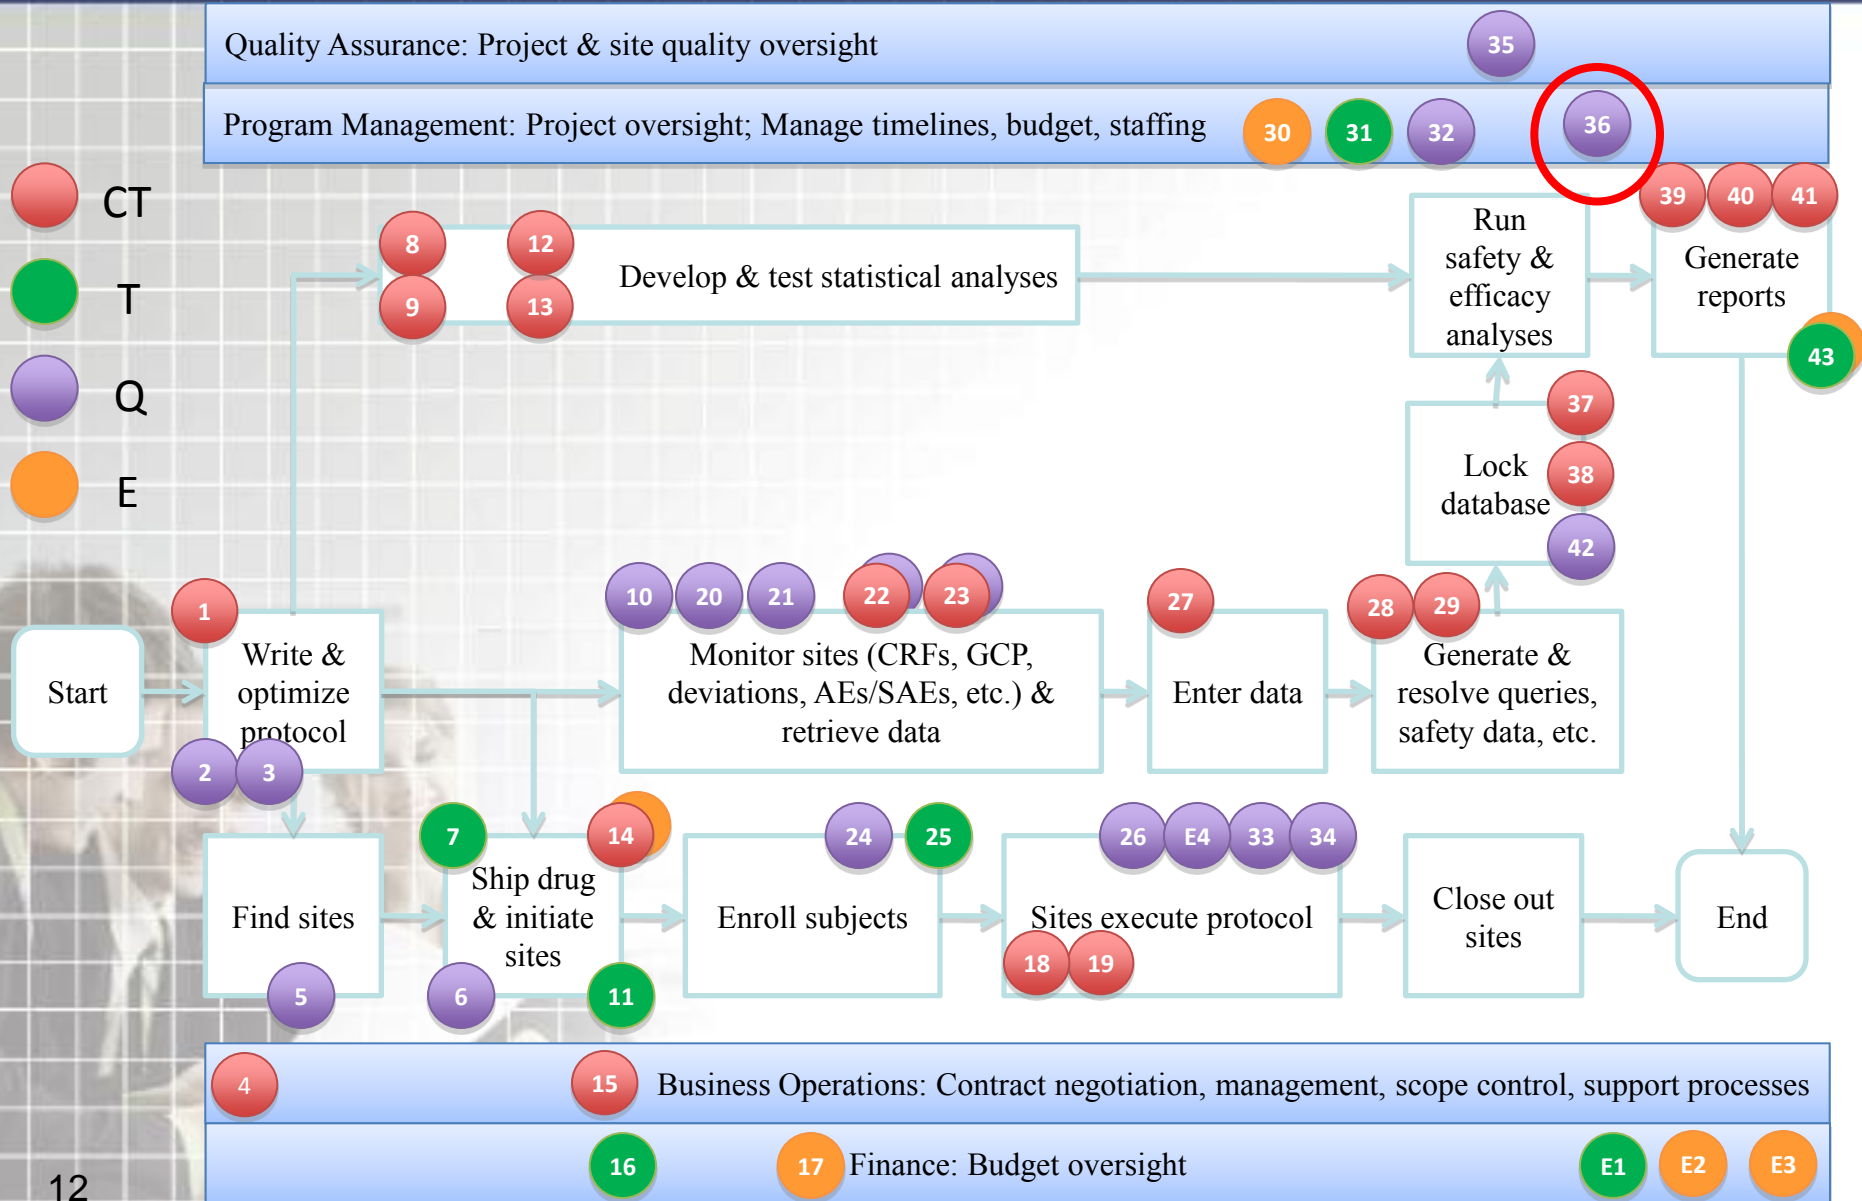 Quality Assurance: Project & site quality oversight
35
Program Management: Project oversight; Manage timelines, budget, staffing
30
31
32
36
CT
T
Q
E
8
12
9
13
Develop & test statistical analyses
Run
safety &
efficacy
analyses
39
40
41
Generate
reports
43
37
38
42
Lock
database
Start
1
Write &
optimize
protocol
2
3
10
20
21
22
23
Monitor sites (CRFs, GCP,
deviations, AEs/SAEs, etc.) &
retrieve data
27
Enter data
28
29
Generate &
resolve queries,
safety data, etc.
Find sites
5
7
14
Ship drug
& initiate
sites
6
11
24
25
Enroll subjects
26
E4
33
34
Sites execute protocol
18
19
Close out
sites
End
4
15
Business Operations: Contract negotiation, management, scope control, support processes
16
17
Finance: Budget oversight
E1
E2
E3
12